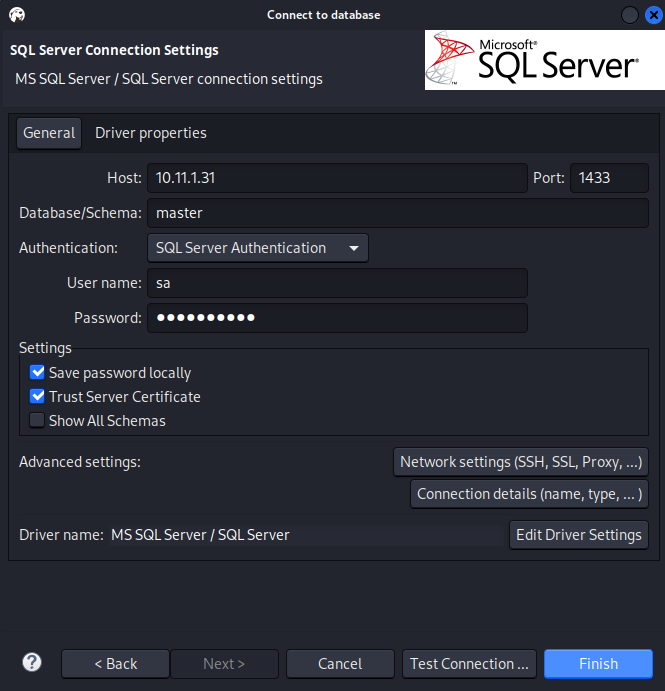 Connect to database
SQL Server Connection Settings
MS SQL Server / SQL Server connection settings
Microsoft®
SQL Server®
™
General Driver properties
Host: 10.11.1.31 Port: 1433
Database/Schema: master
Authentication: SQL Server Authentication
User name: sa
Password: ●●●●●●●●●●
Settings
Save password locally
Trust Server Certificate
Show All Schemas
Advanced settings: Network settings (SSH, SSL, Proxy, ...)
Connection details (name, type, ... )
Driver name: MS SQL Server / SQL Server Edit Driver Settings
? < Back Next > Cancel Test Connection ... Finish